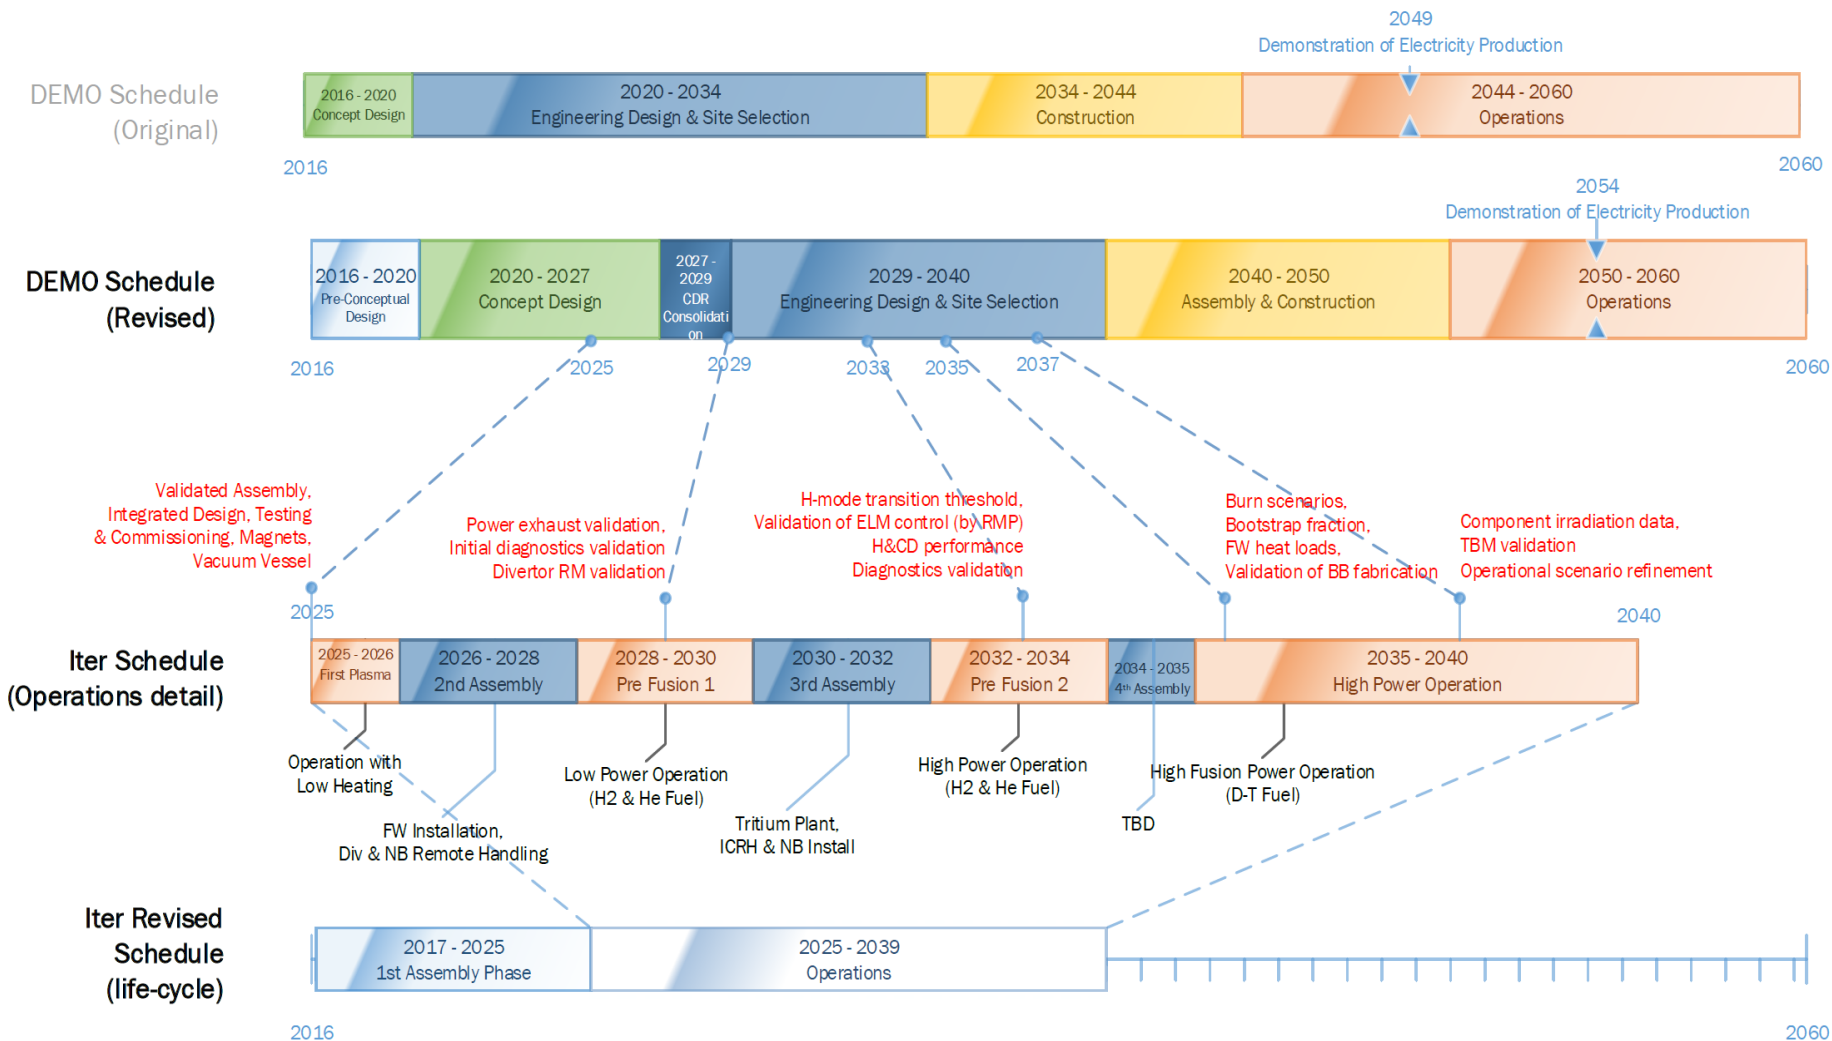 2049
Demonstration of Electricity Production
DEMO Schedule
(Original)
2016 - 2020
Concept Design
2020 - 2034
Engineering Design & Site Selection
2034 - 2044
Construction
2044 - 2060
Operations
2016
2060
2054
Demonstration of Electricity Production
DEMO Schedule
(Revised)
2016 - 2020
Pre-Conceptual
Design
2020 - 2027
Concept Design
2027 -
2029
CDR
Consolidati
on
2029 - 2040
Engineering Design & Site Selection
2040 - 2050
Assembly & Construction
2050 - 2060
Operations
2016
2025
2029
2033
2035
2037
2060
Validated Assembly,
Integrated Design, Testing
& Commissioning, Magnets,
Vacuum Vessel
Power exhaust validation,
Initial diagnostics validation
Divertor RM validation
H-mode transition threshold,
Validation of ELM control (by RMP)
H&CD performance
Diagnostics validation
Burn scenarios,
Bootstrap fraction,
FW heat loads,
Validation of BB fabrication
Component irradiation data,
TBM validation
Operational scenario refinement
2025
2040
Iter Schedule
(Operations detail)
2025 - 2026
First Plasma
2026 - 2028
2nd Assembly
2028 - 2030
Pre Fusion 1
2030 - 2032
3rd Assembly
2032 - 2034
Pre Fusion 2
2034 - 2035
4th Assembly
2035 - 2040
High Power Operation
Operation with
Low Heating
FW Installation,
Div & NB Remote Handling
Low Power Operation
(H2 & He Fuel)
Tritium Plant,
ICRH & NB Install
High Power Operation
(H2 & He Fuel)
TBD
High Fusion Power Operation
(D-T Fuel)
Iter Revised
Schedule
(life-cycle)
2017 - 2025
1st Assembly Phase
2025 - 2039
Operations
2016
2060